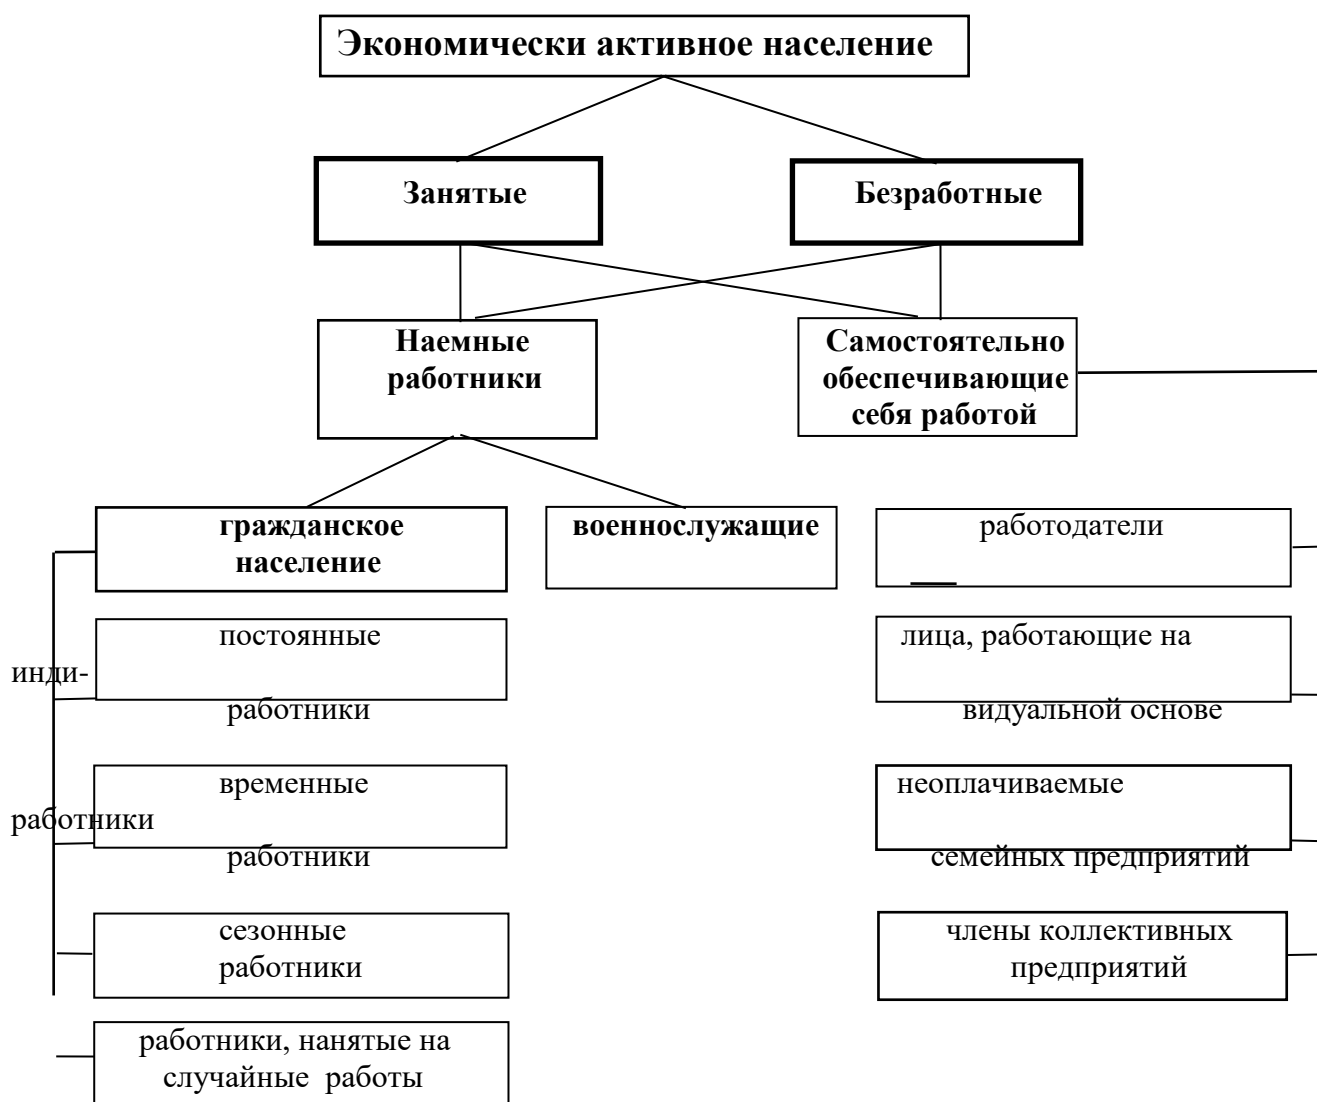 Экономически активное население
Занятые
Безработные
Наемные
работники
Самостоятельно
обеспечивающие
себя работой
гражданское
население
военнослужащие
работодатели
постоянные
лица, работающие на
инди-
работники
видуальной основе
временные
неоплачиваемые
работники
работники
семейных предприятий
сезонные
работники
члены коллективных
предприятий
работники, нанятые на
случайные работы